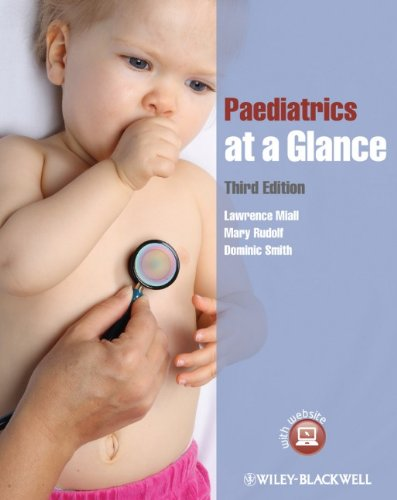 Paediatrics
at a Glance
Third Edition
Lawrence Miall
Mary Rudolf
Dominic Smith
with website
WILEY-BLACKWELL